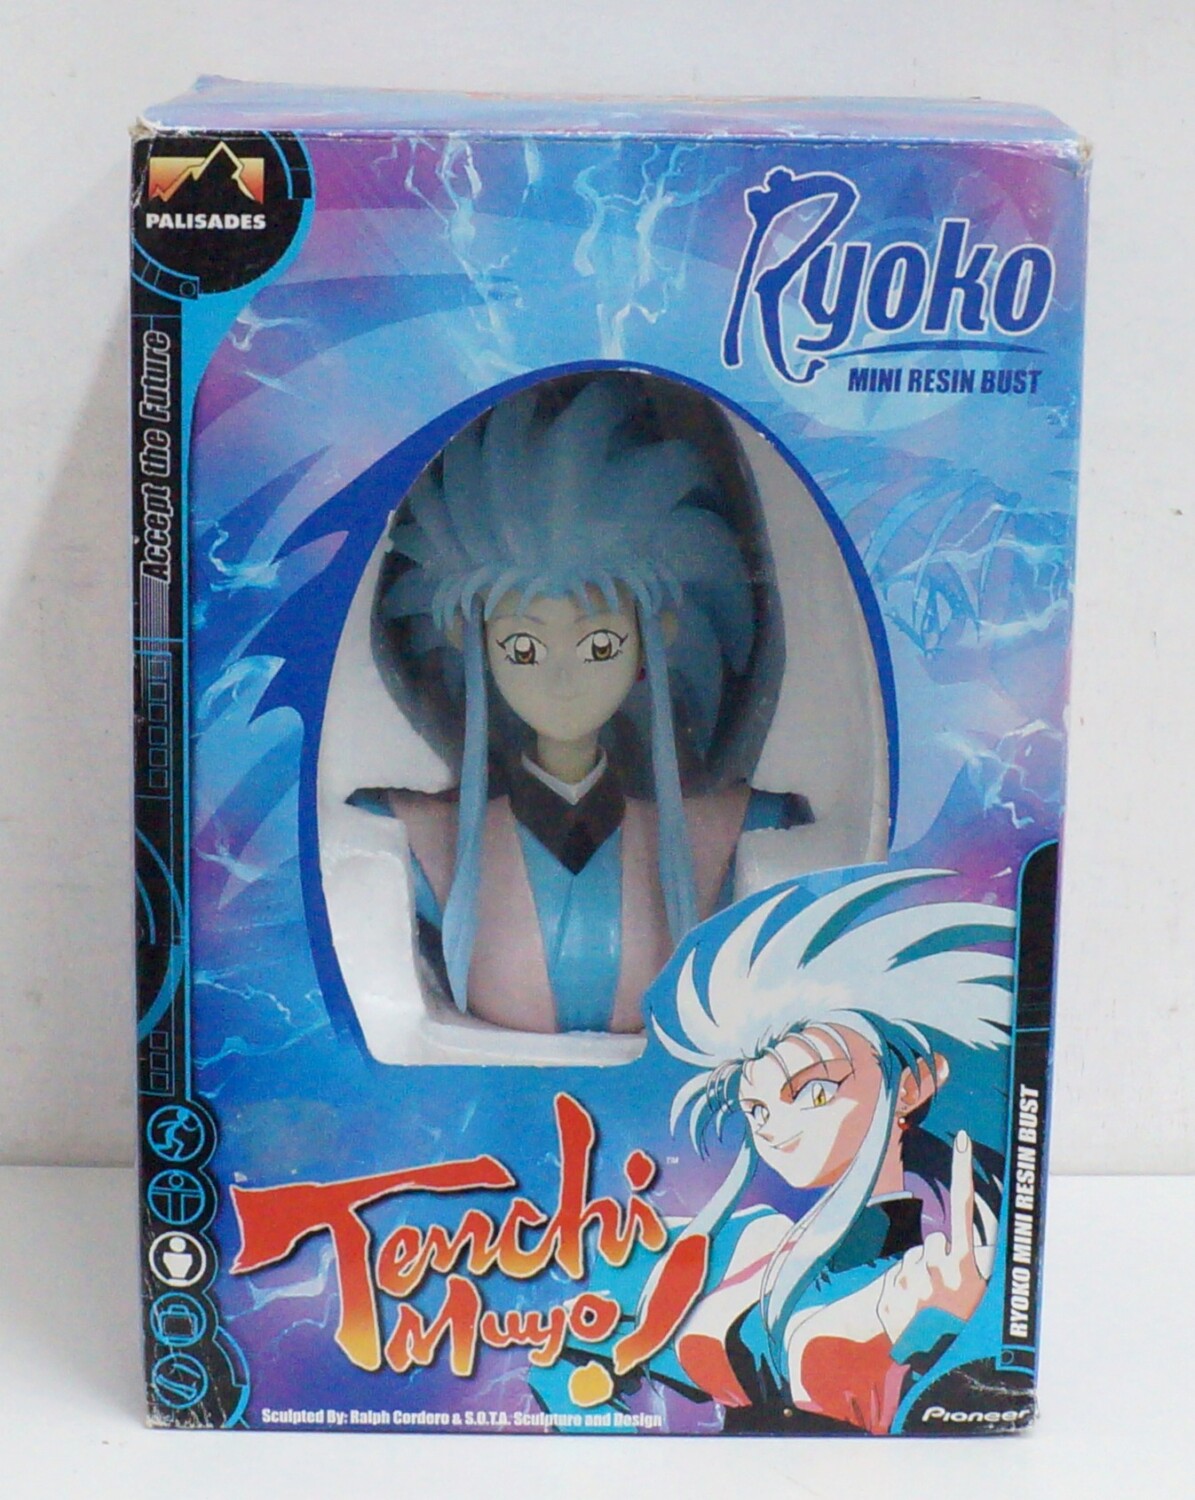 PALISADES
Ryoko
MINI RESIN BUST
Accept the Future
Tenchi
Muyo!
™
RYOKO MINI RESIN BUST
Sculpted By: Ralph Cordero & S.O.T.A. Sculpture and Design
Pioneer